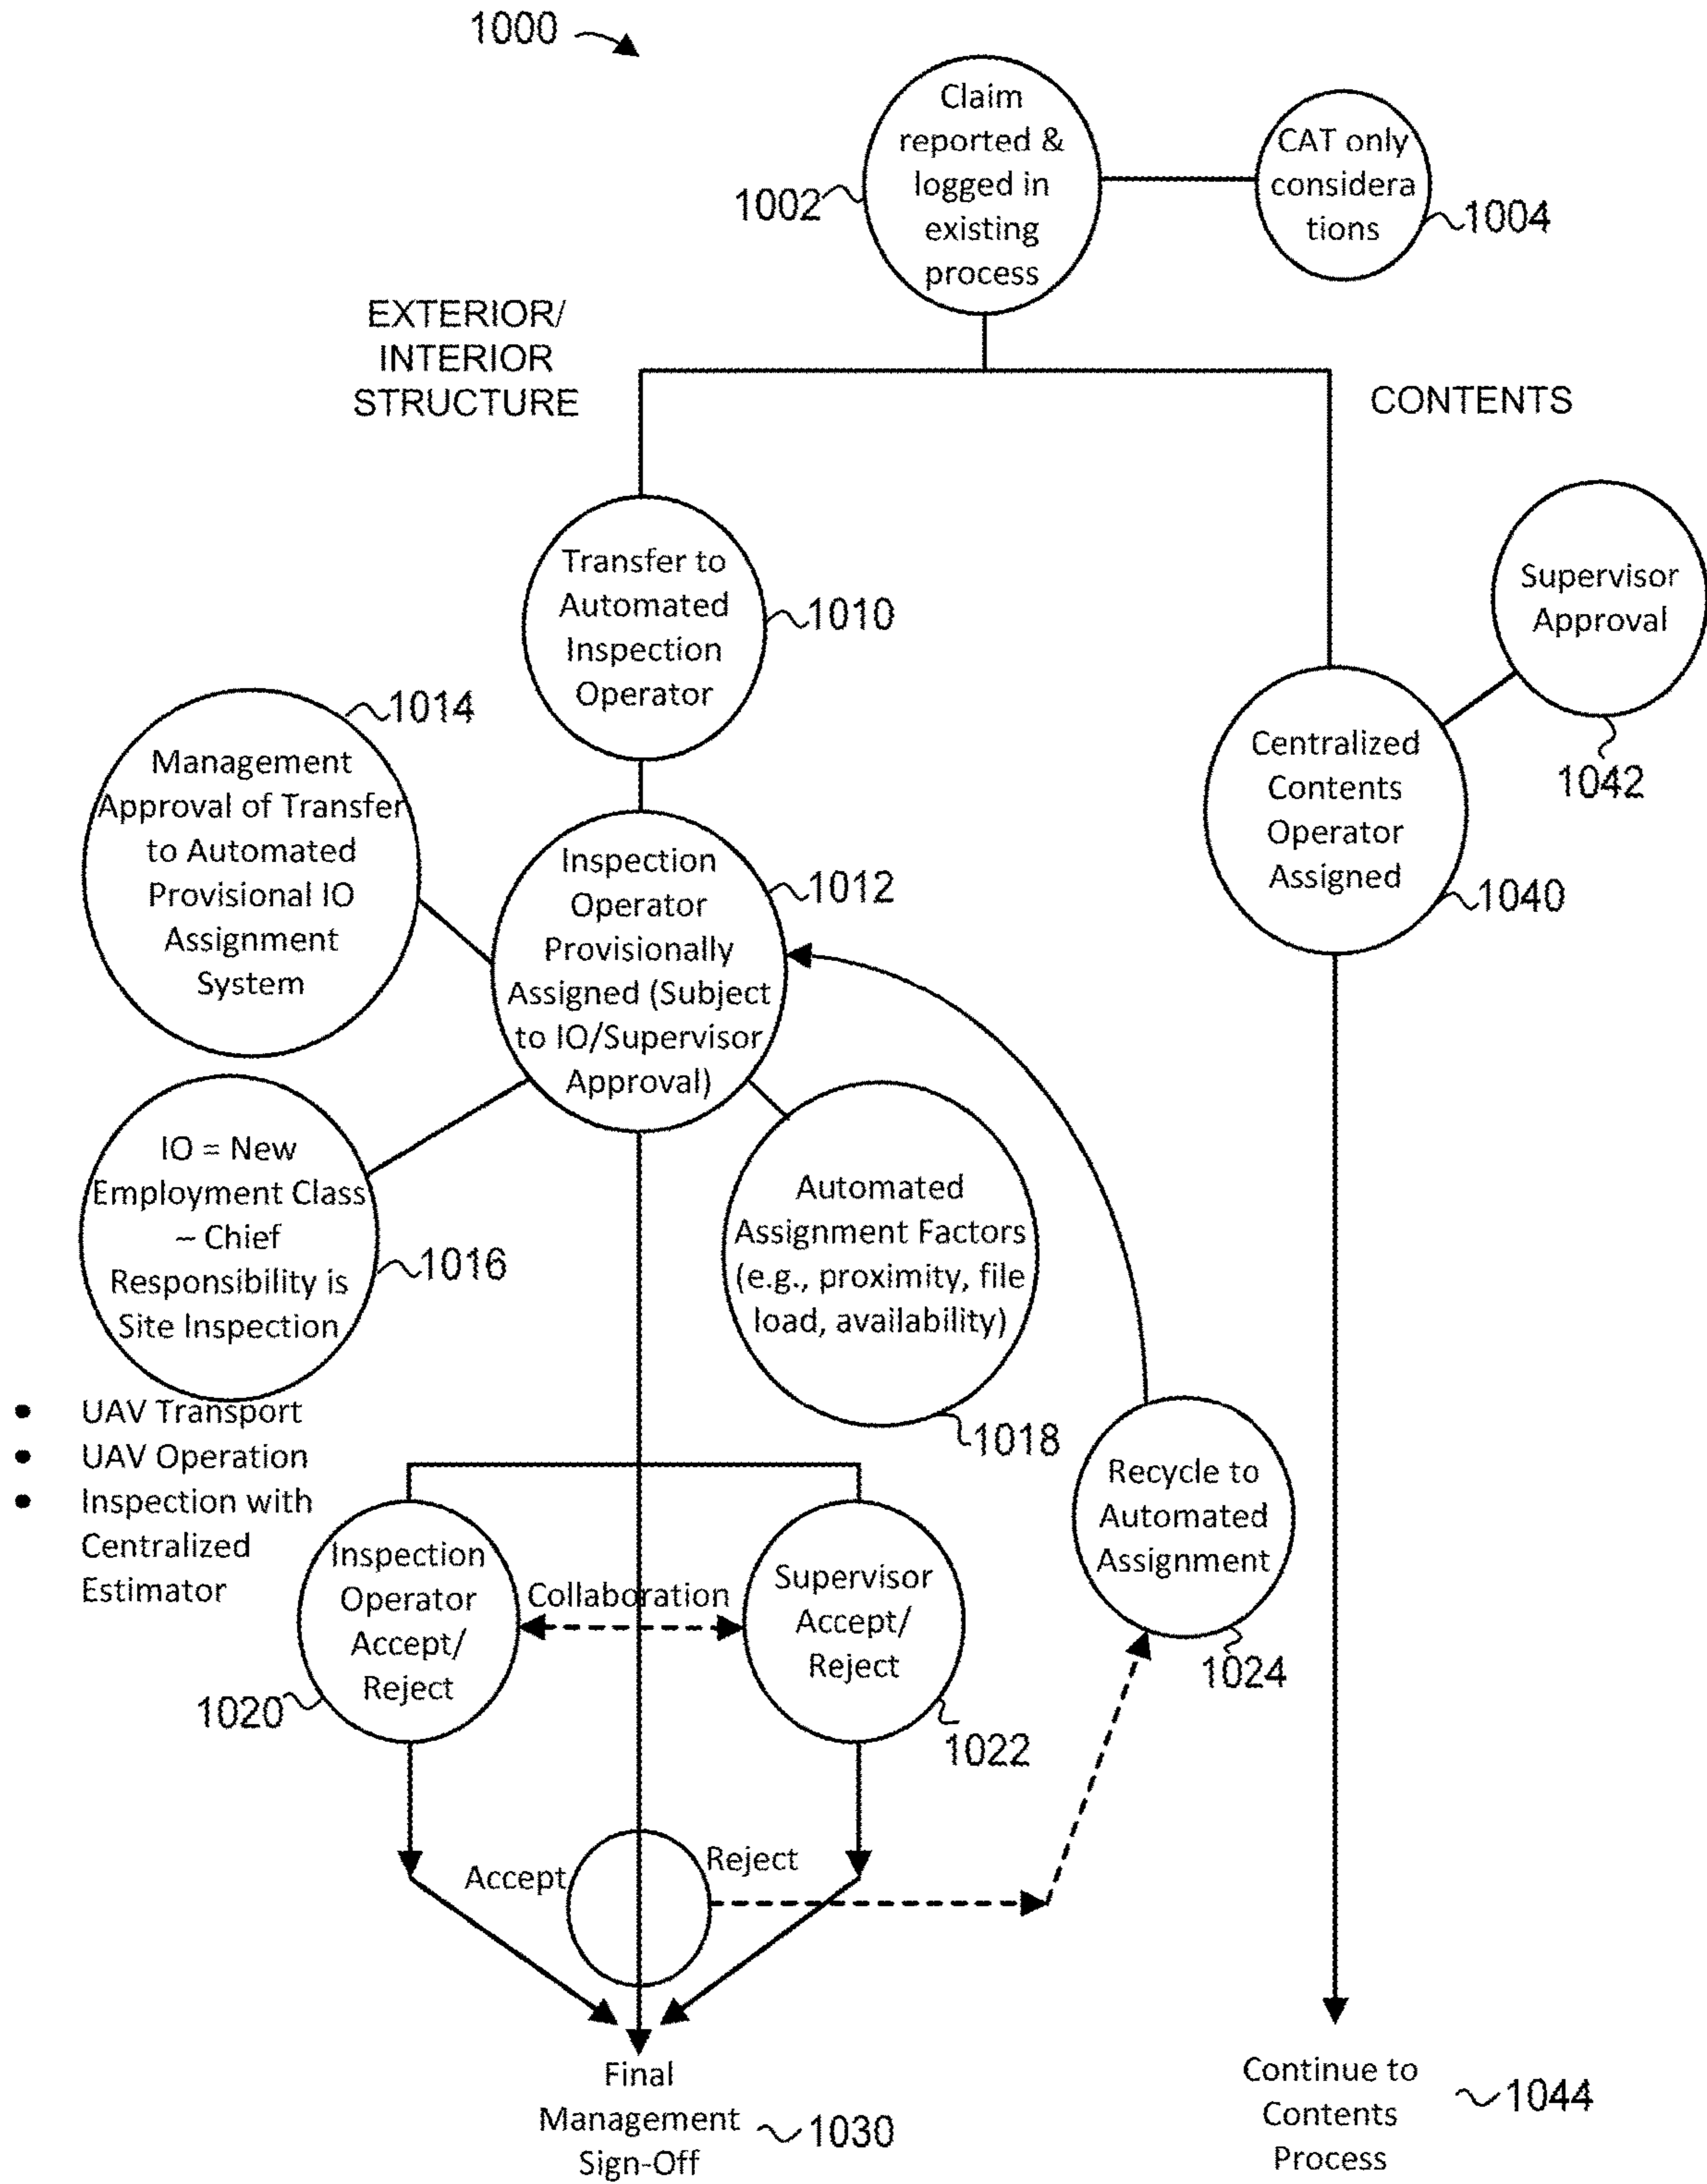 1000
Claim
reported &
logged in
existing
process
1002
CAT only
considera
tions
1004
EXTERIOR/
INTERIOR
STRUCTURE
CONTENTS
Transfer to
Automated
Inspection
Operator
1010
Supervisor
Approval
1042
1014
Management
Approval of Transfer
to Automated
Provisional IO
Assignment
System
Inspection
Operator
Provisionally
Assigned (Subject
to IO/Supervisor
Approval)
1012
Centralized
Contents
Operator
Assigned
1040
IO = New
Employment Class
– Chief
Responsibility is
Site Inspection
1016
Automated
Assignment Factors
(e.g., proximity, file
load, availability)
1018
• UAV Transport
• UAV Operation
• Inspection with
Centralized
Estimator
Recycle to
Automated
Assignment
1024
Inspection
Operator
Accept/
Reject
1020
Collaboration
Supervisor
Accept/
Reject
1022
Accept
Reject
Final
Management
Sign-Off
1030
Continue to
Contents
Process
1044